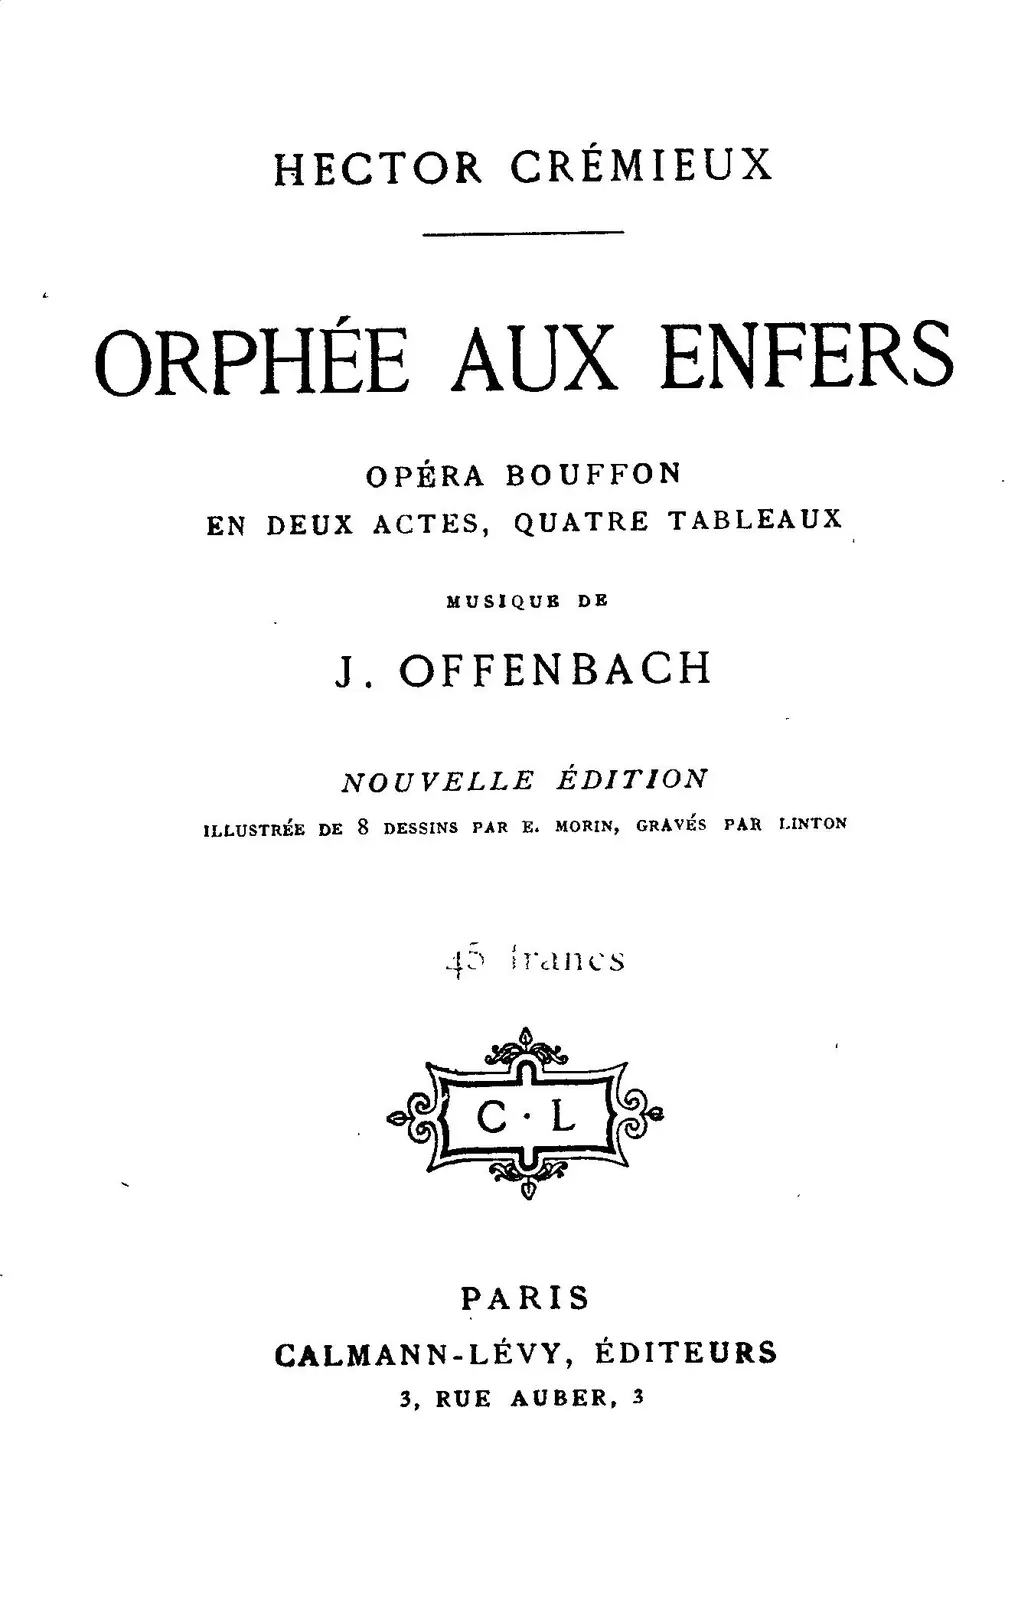 HECTOR CRÉMIEUX
ORPHÉE AUX ENFERS
OPÉRA BOUFFON
EN DEUX ACTES, QUATRE TABLEAUX
MUSIQUE DE
J. OFFENBACH
NOUVELLE ÉDITION
ILLUSTRÉE DE 8 DESSINS PAR E. MORIN, GRAVÉS PAR LINTON
45 francs
C · L
PARIS
CALMANN-LÉVY, ÉDITEURS
3, RUE AUBER, 3